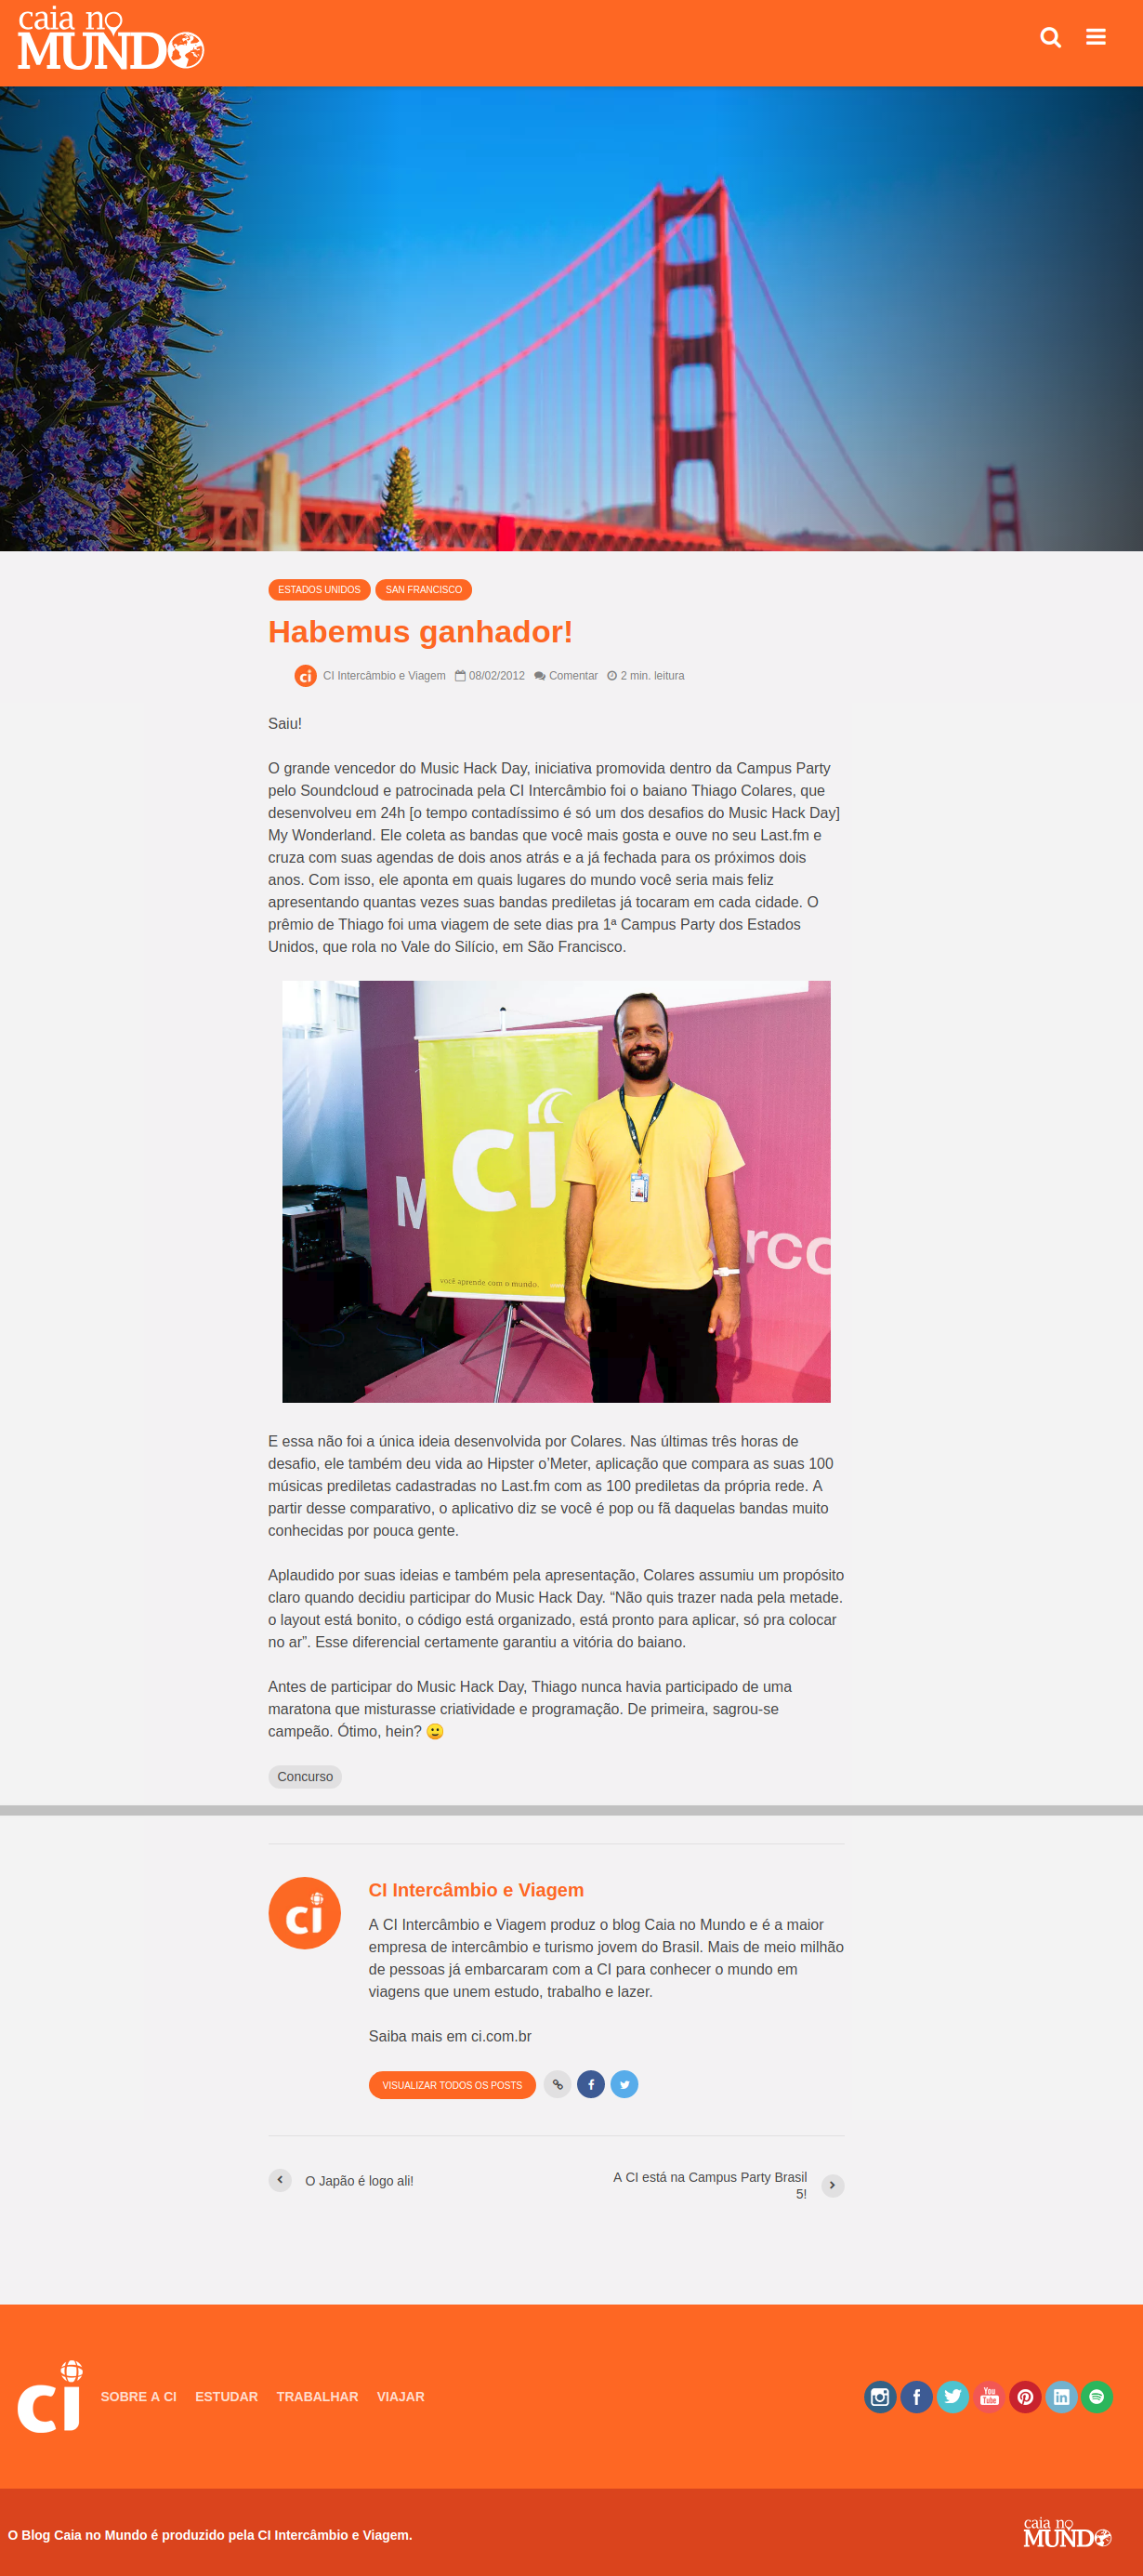 caia no
MUNDO
ESTADOS UNIDOS SAN FRANCISCO
Habemus ganhador!
ci CI Intercâmbio e Viagem 08/02/2012 Comentar 2 min. leitura
Saiu!
O grande vencedor do Music Hack Day, iniciativa promovida dentro da Campus Party
pelo Soundcloud e patrocinada pela CI Intercâmbio foi o baiano Thiago Colares, que
desenvolveu em 24h [o tempo contadíssimo é só um dos desafios do Music Hack Day]
My Wonderland. Ele coleta as bandas que você mais gosta e ouve no seu Last.fm e
cruza com suas agendas de dois anos atrás e a já fechada para os próximos dois
anos. Com isso, ele aponta em quais lugares do mundo você seria mais feliz
apresentando quantas vezes suas bandas prediletas já tocaram em cada cidade. O
prêmio de Thiago foi uma viagem de sete dias pra 1ª Campus Party dos Estados
Unidos, que rola no Vale do Silício, em São Francisco.
ci
M
rco
você aprende com o mundo.
E essa não foi a única ideia desenvolvida por Colares. Nas últimas três horas de
desafio, ele também deu vida ao Hipster o’Meter, aplicação que compara as suas 100
músicas prediletas cadastradas no Last.fm com as 100 prediletas da própria rede. A
partir desse comparativo, o aplicativo diz se você é pop ou fã daquelas bandas muito
conhecidas por pouca gente.
Aplaudido por suas ideias e também pela apresentação, Colares assumiu um propósito
claro quando decidiu participar do Music Hack Day. “Não quis trazer nada pela metade.
o layout está bonito, o código está organizado, está pronto para aplicar, só pra colocar
no ar”. Esse diferencial certamente garantiu a vitória do baiano.
Antes de participar do Music Hack Day, Thiago nunca havia participado de uma
maratona que misturasse criatividade e programação. De primeira, sagrou-se
campeão. Ótimo, hein? 🙂
Concurso
ci
CI Intercâmbio e Viagem
A CI Intercâmbio e Viagem produz o blog Caia no Mundo e é a maior
empresa de intercâmbio e turismo jovem do Brasil. Mais de meio milhão
de pessoas já embarcaram com a CI para conhecer o mundo em
viagens que unem estudo, trabalho e lazer.
Saiba mais em ci.com.br
VISUALIZAR TODOS OS POSTS
O Japão é logo ali!
A CI está na Campus Party Brasil
5!
ci SOBRE A CI ESTUDAR TRABALHAR VIAJAR
You
Tube
O Blog Caia no Mundo é produzido pela CI Intercâmbio e Viagem.
caia no
MUNDO